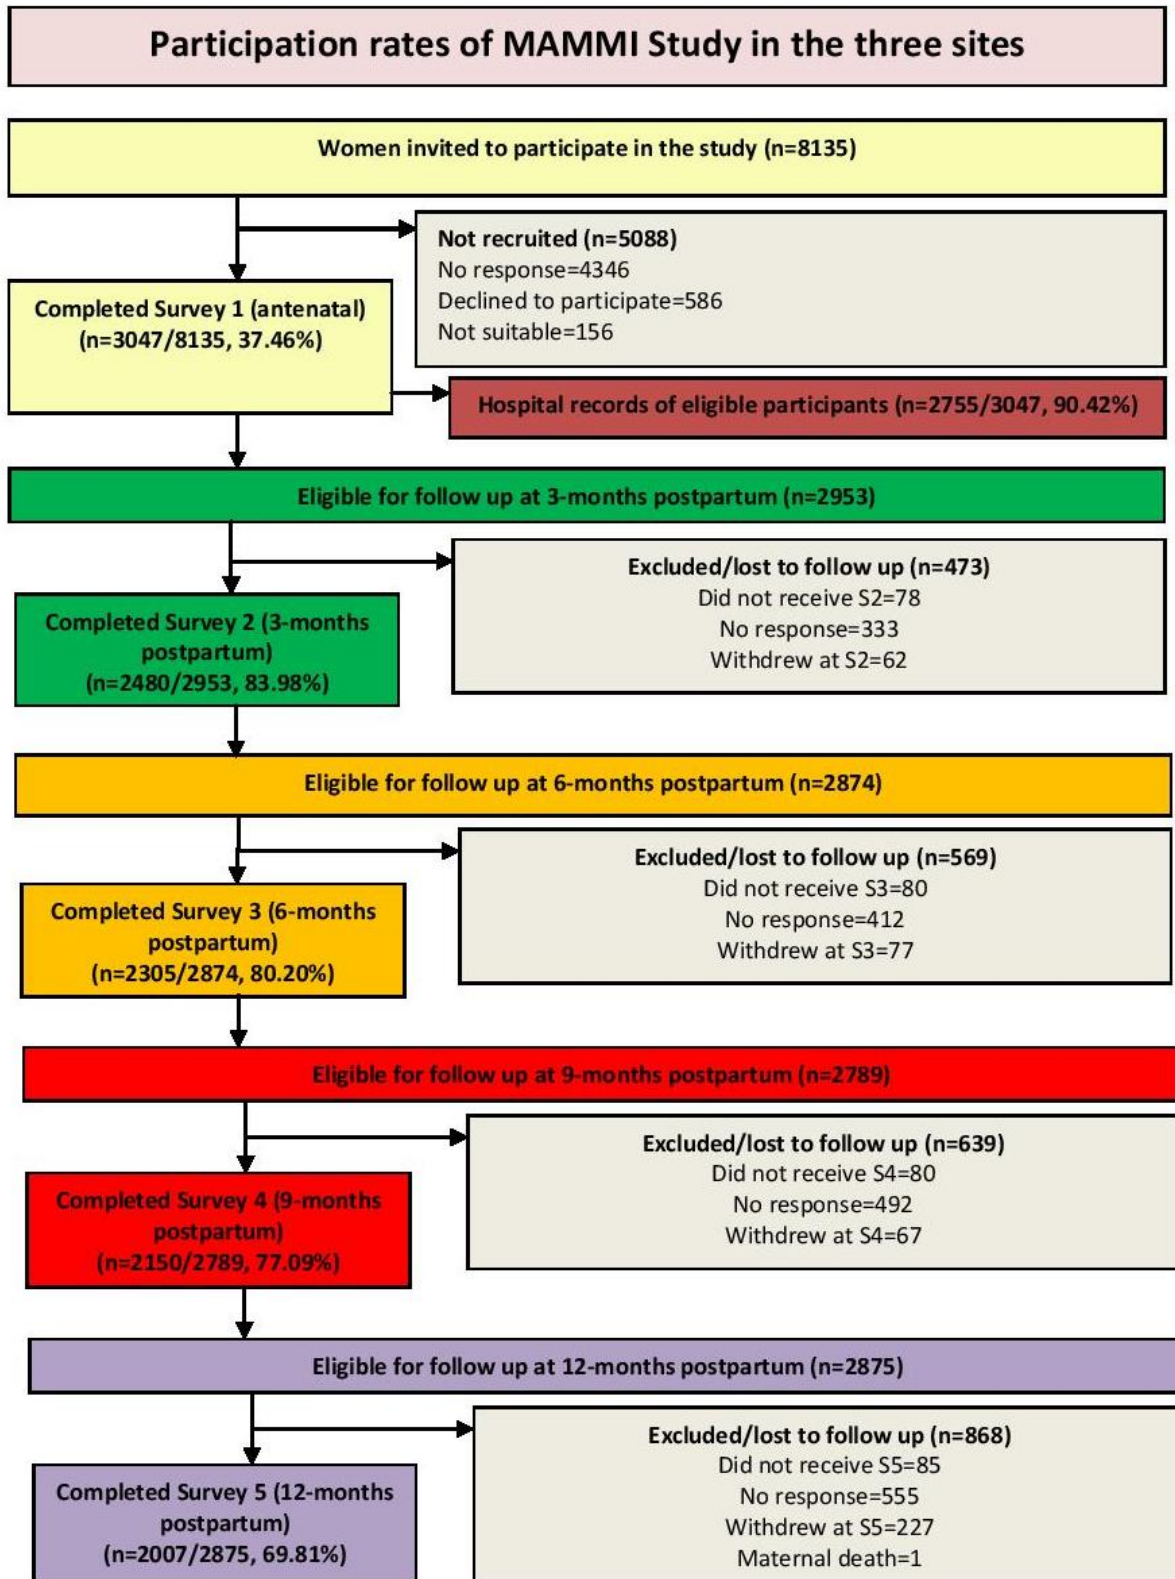 Participation rates of MAMMI Study in the three sites
Women invited to participate in the study (n=8135)
Not recruited (n=5088)
No response=4346
Declined to participate=586
Not suitable=156
Completed Survey 1 (antenatal)
(n=3047/8135, 37.46%)
Hospital records of eligible participants (n=2755/3047, 90.42%)
Eligible for follow up at 3-months postpartum (n=2953)
Excluded/lost to follow up (n=473)
Did not receive S2=78
No response=333
Withdrew at S2=62
Completed Survey 2 (3-months
postpartum)
(n=2480/2953, 83.98%)
Eligible for follow up at 6-months postpartum (n=2874)
Excluded/lost to follow up (n=569)
Did not receive S3=80
No response=412
Withdrew at S3=77
Completed Survey 3 (6-months
postpartum)
(n=2305/2874, 80.20%)
Eligible for follow up at 9-months postpartum (n=2789)
Excluded/lost to follow up (n=639)
Did not receive S4=80
No response=492
Withdrew at S4=67
Completed Survey 4 (9-months
postpartum)
(n=2150/2789, 77.09%)
Eligible for follow up at 12-months postpartum (n=2875)
Excluded/lost to follow up (n=868)
Did not receive S5=85
No response=555
Withdrew at S5=227
Maternal death=1
Completed Survey 5 (12-months
postpartum)
(n=2007/2875, 69.81%)